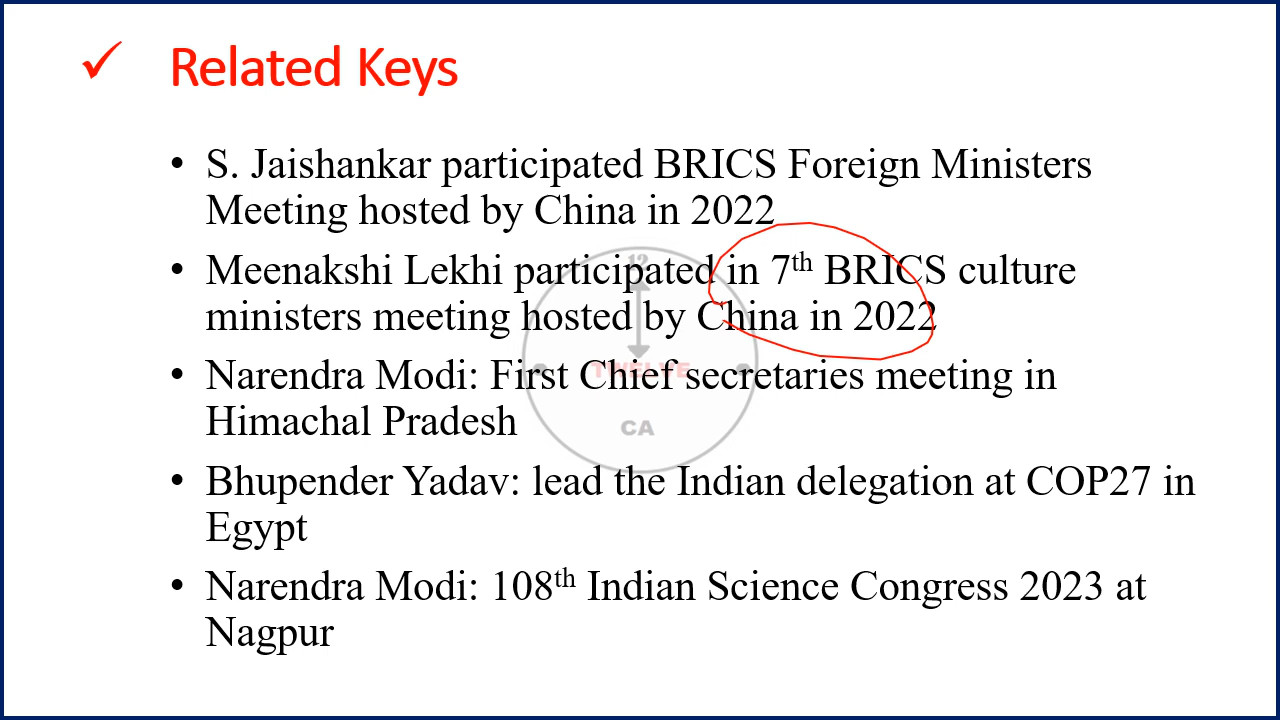 ✓ Related Keys
• S. Jaishankar participated BRICS Foreign Ministers
Meeting hosted by China in 2022
• Meenakshi Lekhi participated in 7th BRICS culture
ministers meeting hosted by China in 2022
• Narendra Modi: First Chief secretaries meeting in
Himachal Pradesh
• Bhupender Yadav: lead the Indian delegation at COP27 in
Egypt
• Narendra Modi: 108th Indian Science Congress 2023 at
Nagpur
12
TWELVE
CA